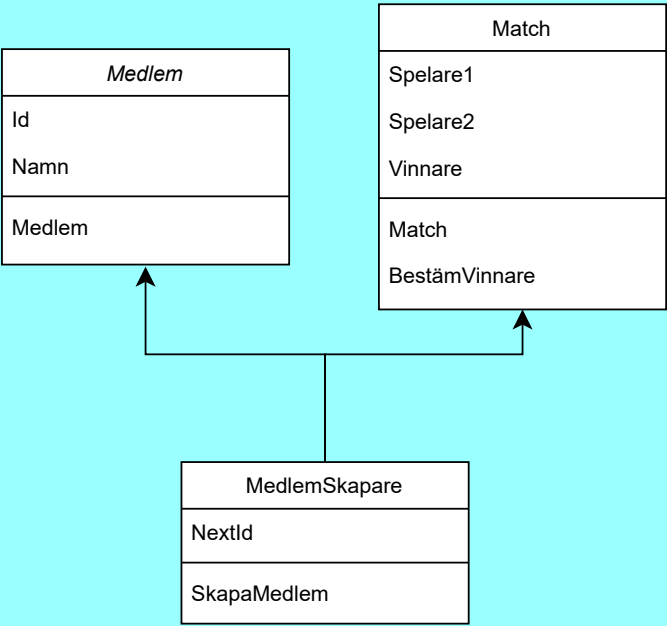 Medlem
Id
Namn
Medlem
Match
Spelare1
Spelare2
Vinnare
Match
BestämVinnare
MedlemSkapare
NextId
SkapaMedlem